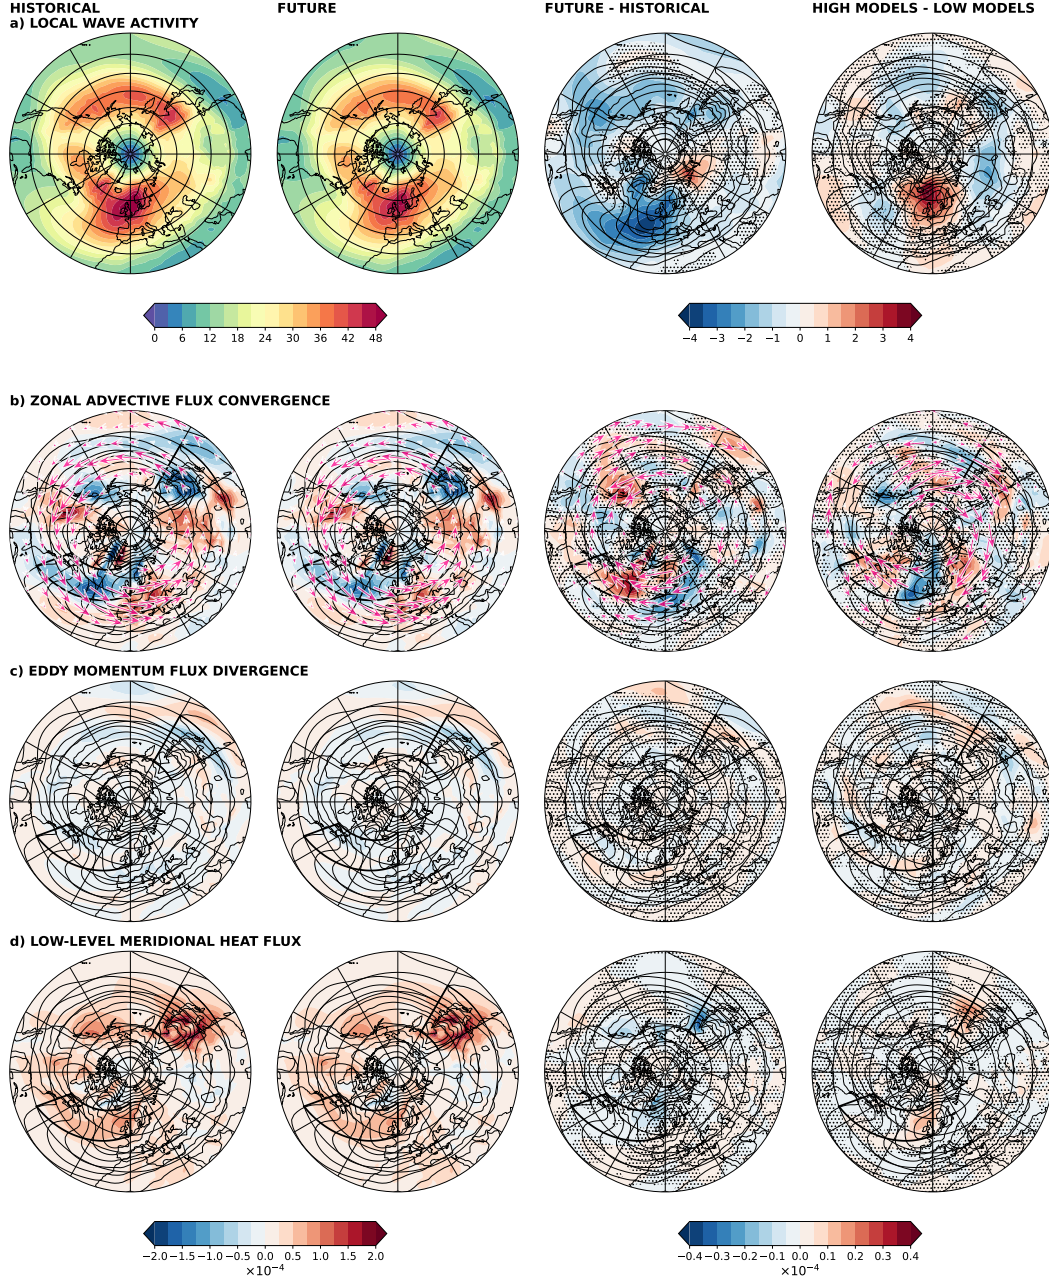 HISTORICAL FUTURE FUTURE - HISTORICAL HIGH MODELS - LOW MODELS
a) LOCAL WAVE ACTIVITY
0 6 12 18 24 30 36 42 48
−4 −3 −2 −1 0 1 2 3 4
b) ZONAL ADVECTIVE FLUX CONVERGENCE
c) EDDY MOMENTUM FLUX DIVERGENCE
d) LOW-LEVEL MERIDIONAL HEAT FLUX
−2.0 −1.5 −1.0 −0.5 0.0 0.5 1.0 1.5 2.0
×10⁻⁴
−0.4 −0.3 −0.2 −0.1 0.0 0.1 0.2 0.3 0.4
×10⁻⁴